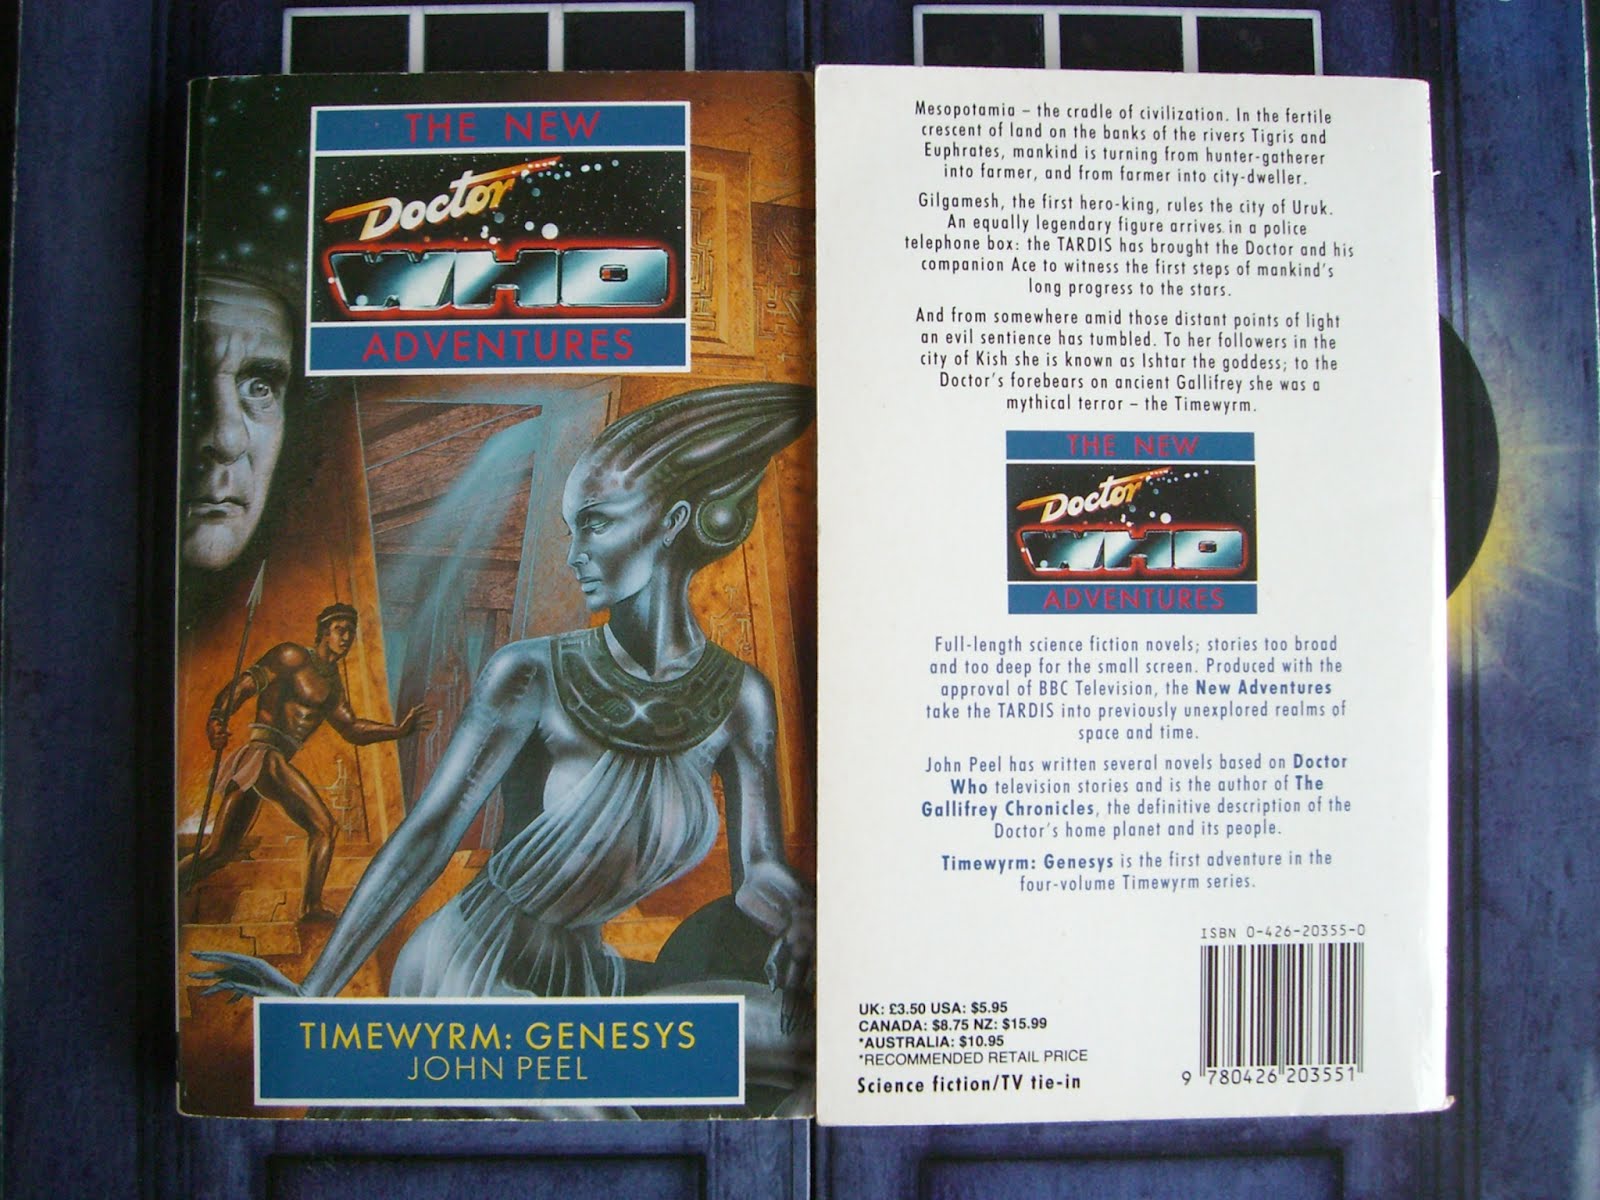 THE NEW
Doctor
WHO
ADVENTURES
TIMEWYRM: GENESYS
JOHN PEEL
Mesopotamia – the cradle of civilization. In the fertile
crescent of land on the banks of the rivers Tigris and
Euphrates, mankind is turning from hunter-gatherer
into farmer, and from farmer into city-dweller.
Gilgamesh, the first hero-king, rules the city of Uruk.
An equally legendary figure arrives in a police
telephone box: the TARDIS has brought the Doctor and his
companion Ace to witness the first steps of mankind's
long progress to the stars.
And from somewhere amid those distant points of light
an evil sentience has tumbled. To her followers in the
city of Kish she is known as Ishtar the goddess; to the
Doctor's forebears on ancient Gallifrey she was a
mythical terror – the Timewyrm.
THE NEW
Doctor
WHO
ADVENTURES
Full-length science fiction novels; stories too broad
and too deep for the small screen. Produced with the
approval of BBC Television, the New Adventures
take the TARDIS into previously unexplored realms of
space and time.
John Peel has written several novels based on Doctor
Who television stories and is the author of The
Gallifrey Chronicles, the definitive description of the
Doctor's home planet and its people.
Timewyrm: Genesys is the first adventure in the
four-volume Timewyrm series.
ISBN 0-426-20355-0
UK: £3.50 USA: $5.95
CANADA: $8.75 NZ: $15.99
*AUSTRALIA: $10.95
*RECOMMENDED RETAIL PRICE
Science fiction/TV tie-in
9 780426 203551